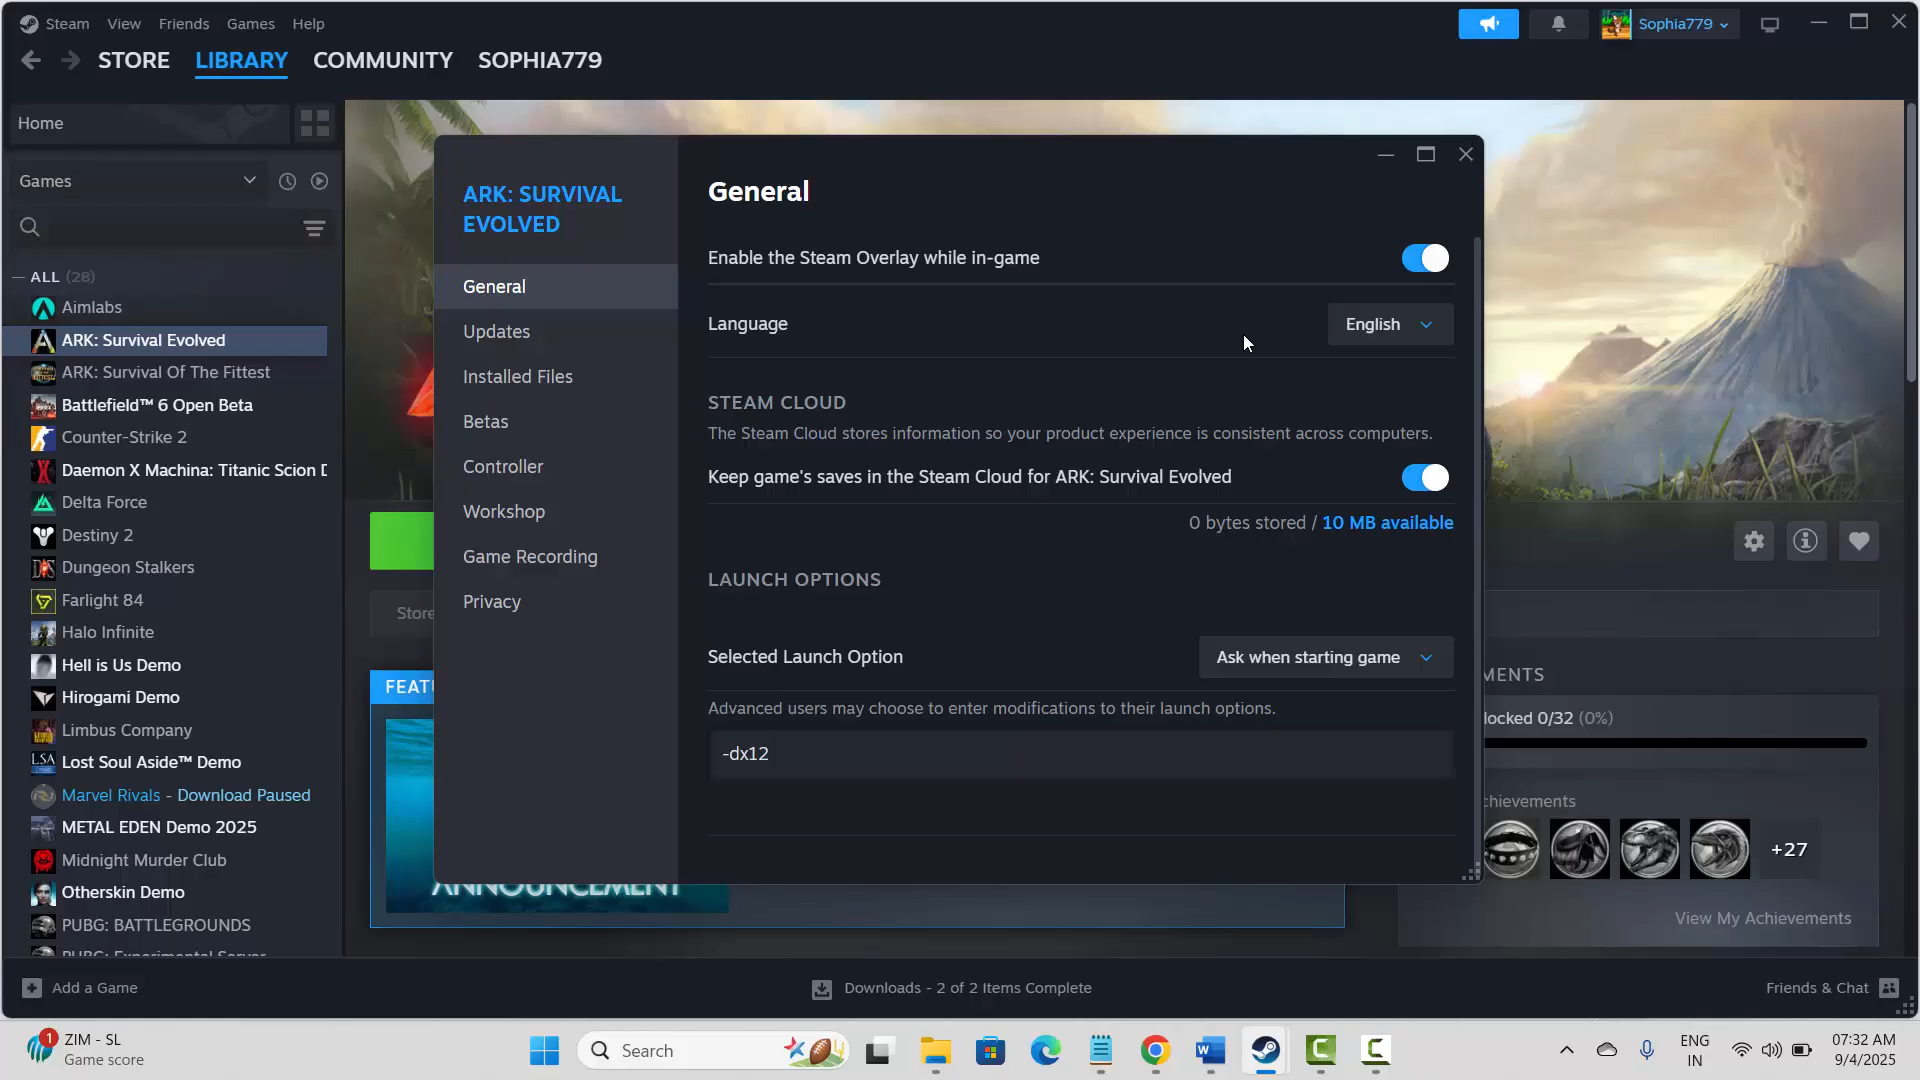 Steam View Friends Games Help
Sophia779
STORE LIBRARY COMMUNITY SOPHIA779
Home
Games
ALL (28)
Aimlabs
ARK: Survival Evolved
ARK: Survival Of The Fittest
Battlefield™ 6 Open Beta
Counter-Strike 2
Daemon X Machina: Titanic Scion D
Delta Force
Destiny 2
Dungeon Stalkers
Farlight 84
Halo Infinite
Hell is Us Demo
Hirogami Demo
Limbus Company
Lost Soul Aside™ Demo
Marvel Rivals - Download Paused
METAL EDEN Demo 2025
Midnight Murder Club
Otherskin Demo
PUBG: BATTLEGROUNDS
PUBG: Experimental Server
ARK: SURVIVAL
EVOLVED
General
Updates
Installed Files
Betas
Controller
Workshop
Game Recording
Privacy
General
Enable the Steam Overlay while in-game
Language
English
STEAM CLOUD
The Steam Cloud stores information so your product experience is consistent across computers.
Keep game's saves in the Steam Cloud for ARK: Survival Evolved
0 bytes stored / 10 MB available
LAUNCH OPTIONS
Selected Launch Option
Ask when starting game
Advanced users may choose to enter modifications to their launch options.
-dx12
Store
FEATU
ANNOUNCEMENT
MENTS
locked 0/32 (0%)
chievements
+27
View My Achievements
Add a Game
Downloads - 2 of 2 Items Complete
Friends & Chat
1
ZIM - SL
Game score
Search
ENG
IN
07:32 AM
9/4/2025